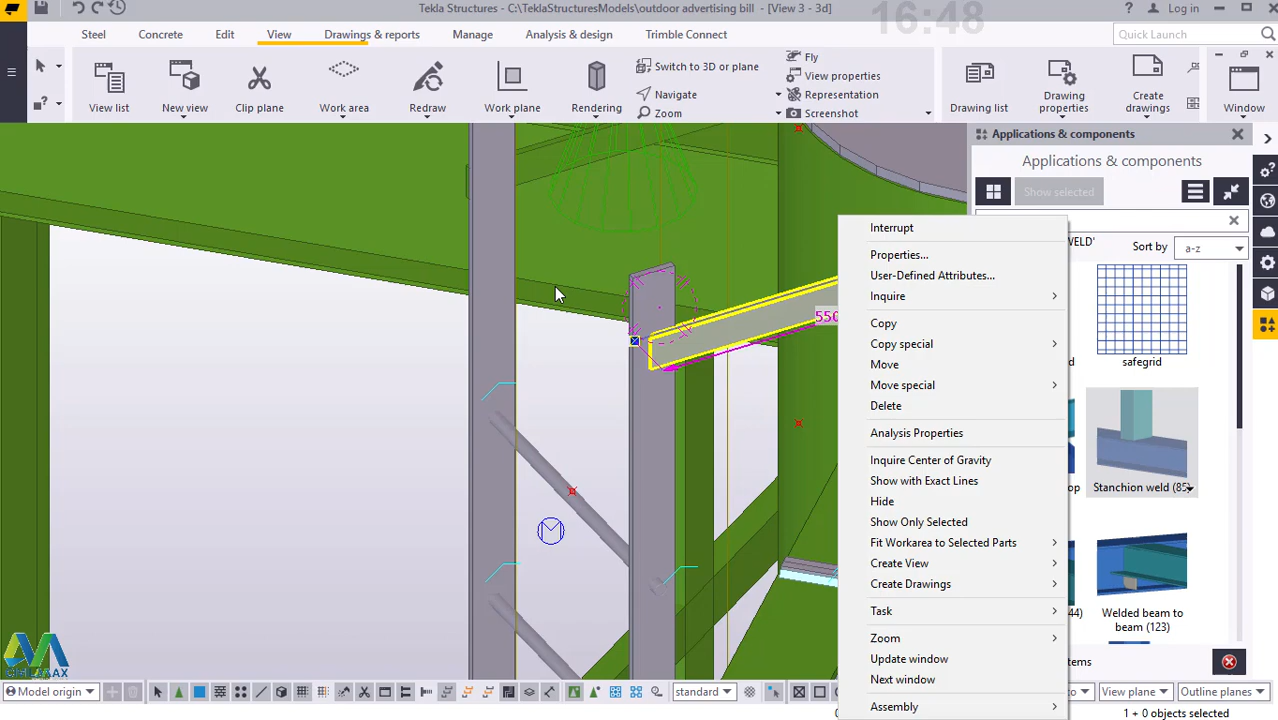 Tekla Structures - C:\TeklaStructuresModels\outdoor advertising bill - [View 3 - 3d]
16:48
Log in
Steel Concrete Edit View Drawings & reports Manage Analysis & design Trimble Connect
Quick Launch
View list
New view
Clip plane
Work area
Redraw
Work plane
Rendering
Switch to 3D or plane
Navigate
Zoom
Fly
View properties
Representation
Screenshot
Drawing list
Drawing properties
Create drawings
Window
Applications & components
Applications & components
Show selected
WELD'
Sort by
a-z
safegrid
Stanchion weld (85)
44)
Welded beam to
beam (123)
tems
550
Interrupt
Properties...
User-Defined Attributes...
Inquire
Copy
Copy special
Move
Move special
Delete
Analysis Properties
Inquire Center of Gravity
Show with Exact Lines
Hide
Show Only Selected
Fit Workarea to Selected Parts
Create View
Create Drawings
Task
Zoom
Update window
Next window
Assembly
Model origin
standard
View plane
Outline planes
1 + 0 objects selected